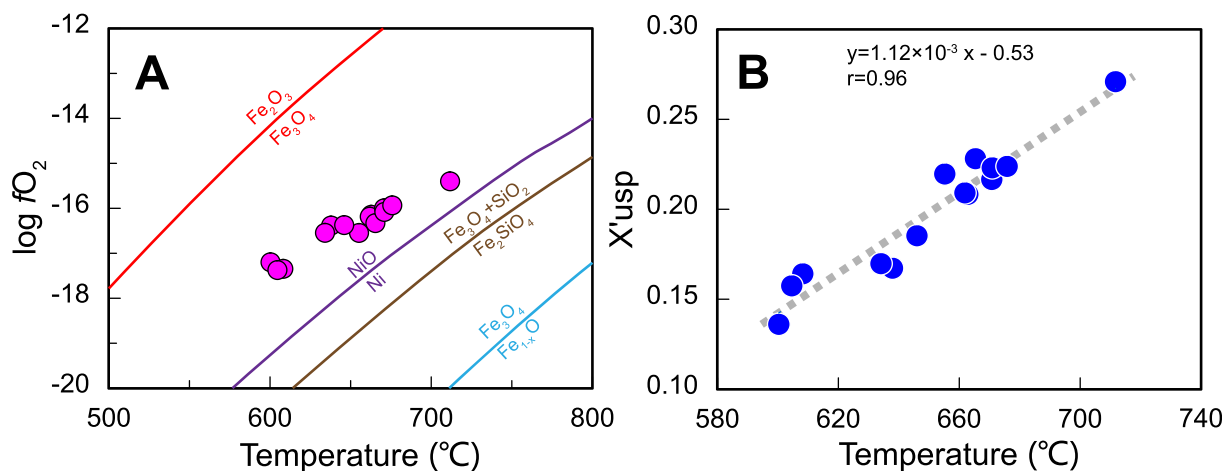 A
-12
-14
-16
-18
-20
log fO₂
500
600
700
800
Temperature (℃)
Fe₂O₃
Fe₃O₄
NiO
Ni
Fe₃O₄+SiO₂
Fe₂SiO₄
Fe₃O₄
Fe₁₋ₓO
B
y=1.12×10⁻³ x - 0.53
r=0.96
0.30
0.25
0.20
0.15
0.10
X'usp
580
620
660
700
740
Temperature (℃)